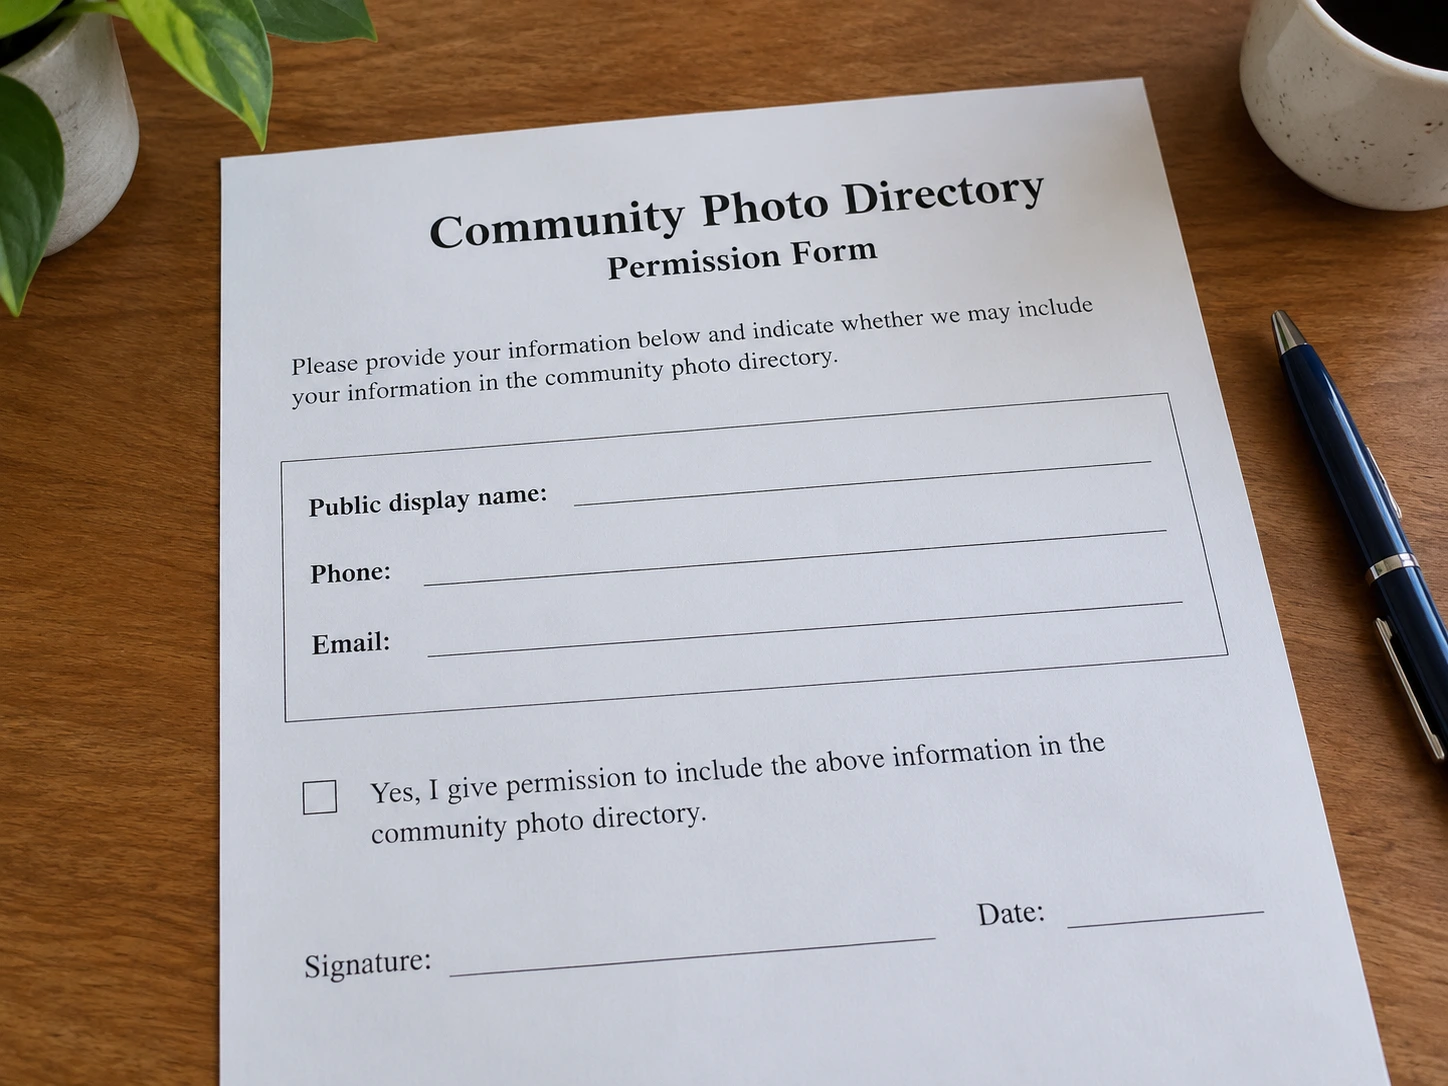 Community Photo Directory
Permission Form
Please provide your information below and indicate whether we may include
your information in the community photo directory.
Public display name:
Phone:
Email:
Yes, I give permission to include the above information in the
community photo directory.
Signature:
Date: